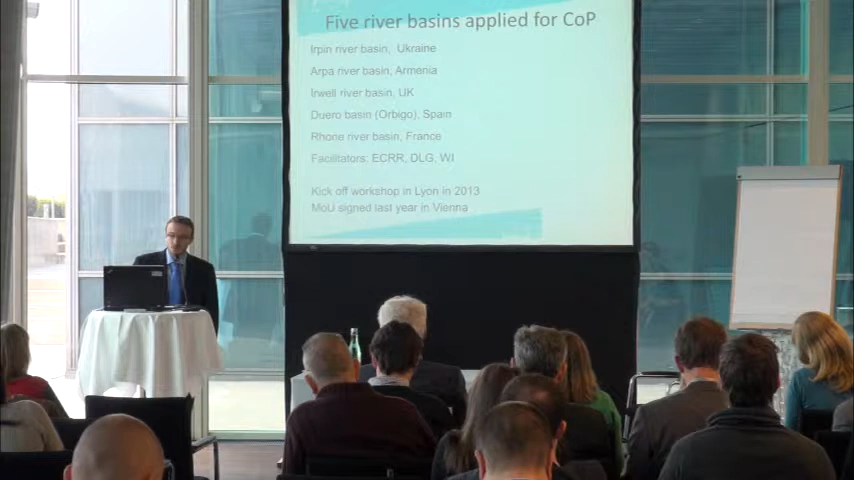 Five river basins applied for CoP
Irpin river basin, Ukraine
Arpa river basin, Armenia
Irwell river basin, UK
Duero basin (Orbigo), Spain
Rhone river basin, France
Facilitators: ECRR, DLG, WI
Kick off workshop in Lyon in 2013
MoU signed last year in Vienna